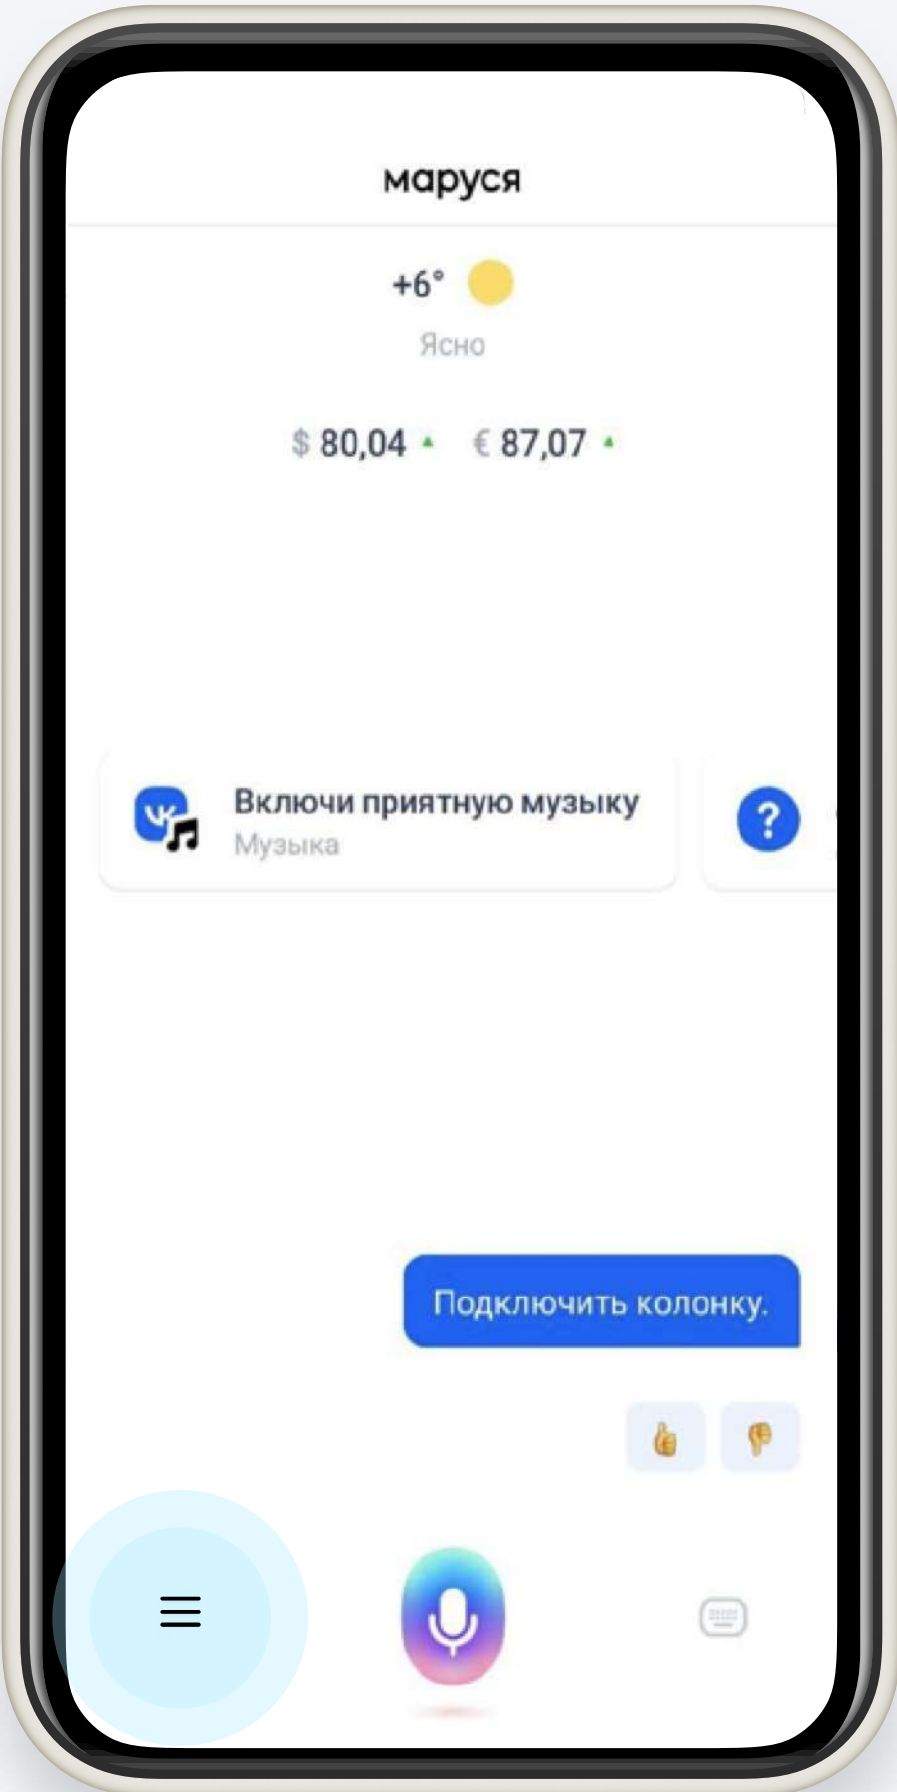 маруся
+6°
Ясно
$ 80,04 € 87,07
Включи приятную музыку
Музыка
Подключить колонку.